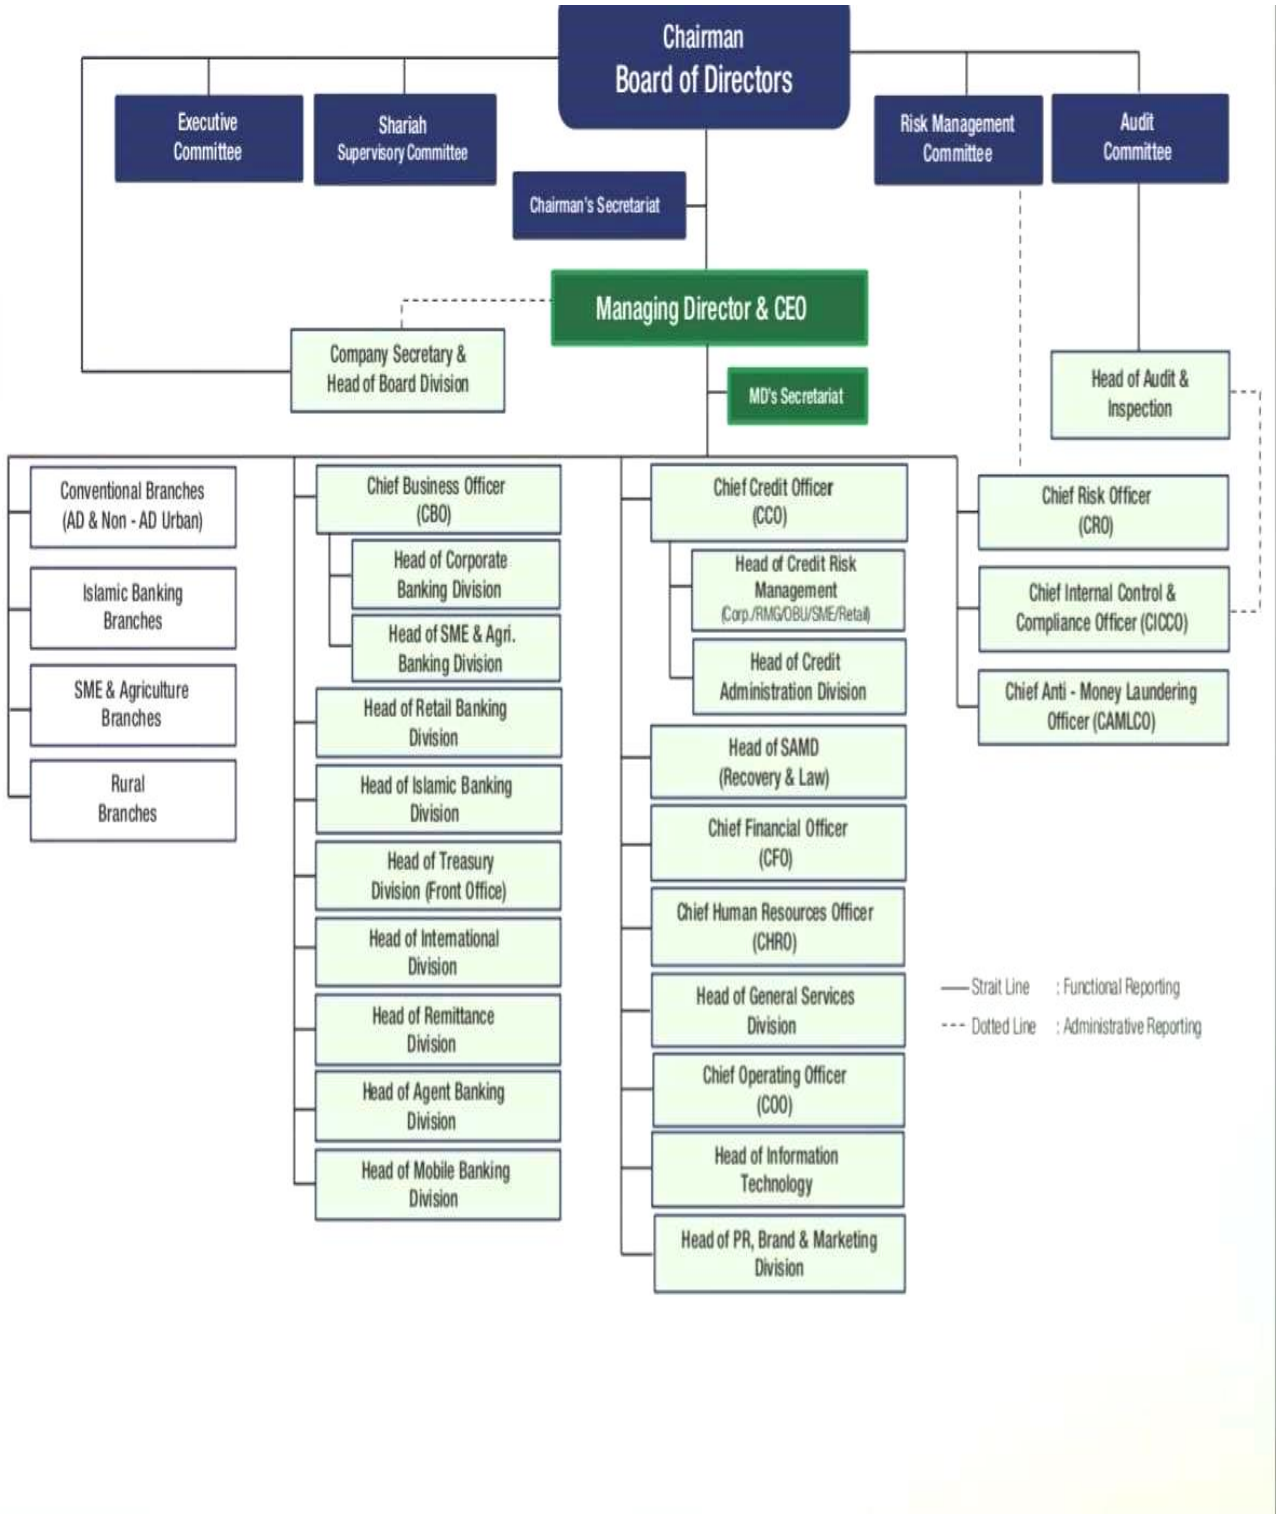 Chairman
Board of Directors
Executive
Committee
Shariah
Supervisory Committee
Risk Management
Committee
Audit
Committee
Chairman's Secretariat
Managing Director & CEO
Company Secretary &
Head of Board Division
MD's Secretariat
Head of Audit &
Inspection
Conventional Branches
(AD & Non - AD Urban)
Islamic Banking
Branches
SME & Agriculture
Branches
Rural
Branches
Chief Business Officer
(CBO)
Head of Corporate
Banking Division
Head of SME & Agri.
Banking Division
Head of Retail Banking
Division
Head of Islamic Banking
Division
Head of Treasury
Division (Front Office)
Head of International
Division
Head of Remittance
Division
Head of Agent Banking
Division
Head of Mobile Banking
Division
Chief Credit Officer
(CCO)
Head of Credit Risk
Management
(Corp./RMG/OBU/SME/Retail)
Head of Credit
Administration Division
Head of SAMD
(Recovery & Law)
Chief Financial Officer
(CFO)
Chief Human Resources Officer
(CHRO)
Head of General Services
Division
Chief Operating Officer
(COO)
Head of Information
Technology
Head of PR, Brand & Marketing
Division
Chief Risk Officer
(CRO)
Chief Internal Control &
Compliance Officer (CICCO)
Chief Anti - Money Laundering
Officer (CAMLCO)
Strait Line : Functional Reporting
Dotted Line : Administrative Reporting